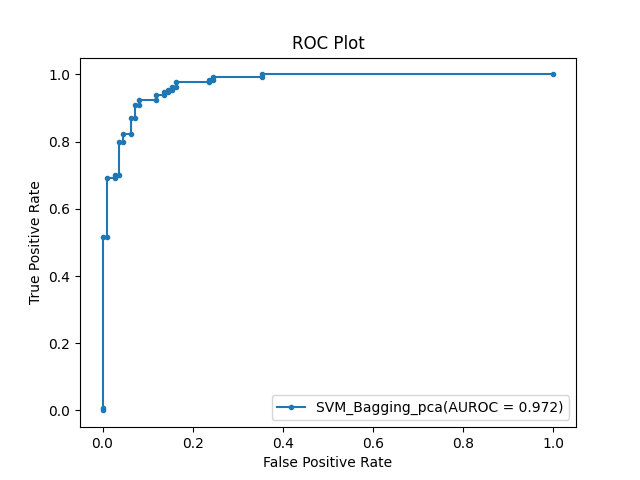 ROC Plot
True Positive Rate
1.0
0.8
0.6
0.4
0.2
0.0
SVM_Bagging_pca(AUROC = 0.972)
0.0 0.2 0.4 0.6 0.8 1.0
False Positive Rate